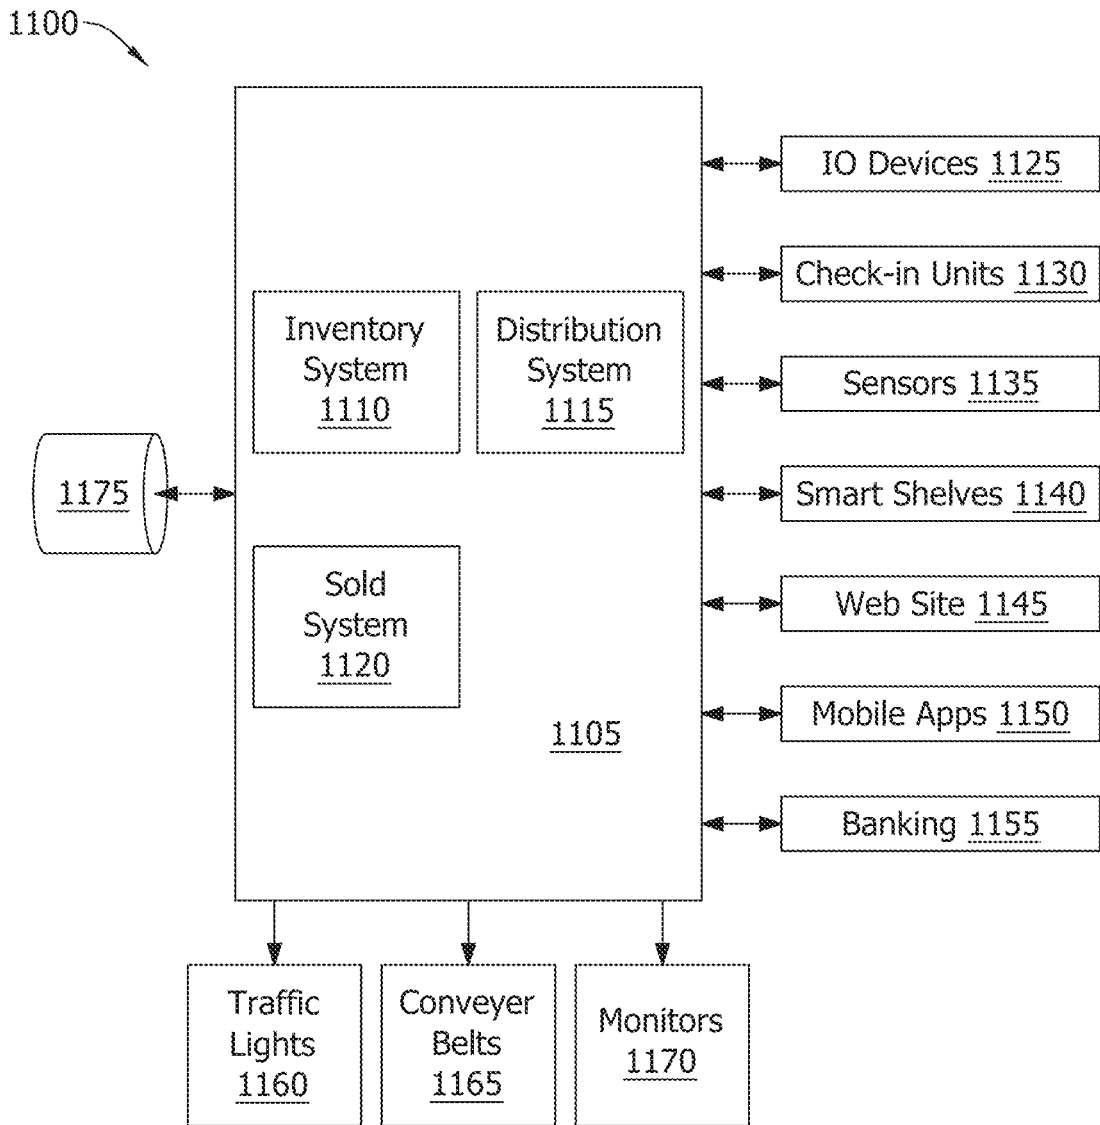 1100
IO Devices 1125
Check-in Units 1130
Inventory
System
1110
Distribution
System
1115
Sensors 1135
1175
Smart Shelves 1140
Sold
System
1120
Web Site 1145
1105
Mobile Apps 1150
Banking 1155
Traffic
Lights
1160
Conveyer
Belts
1165
Monitors
1170